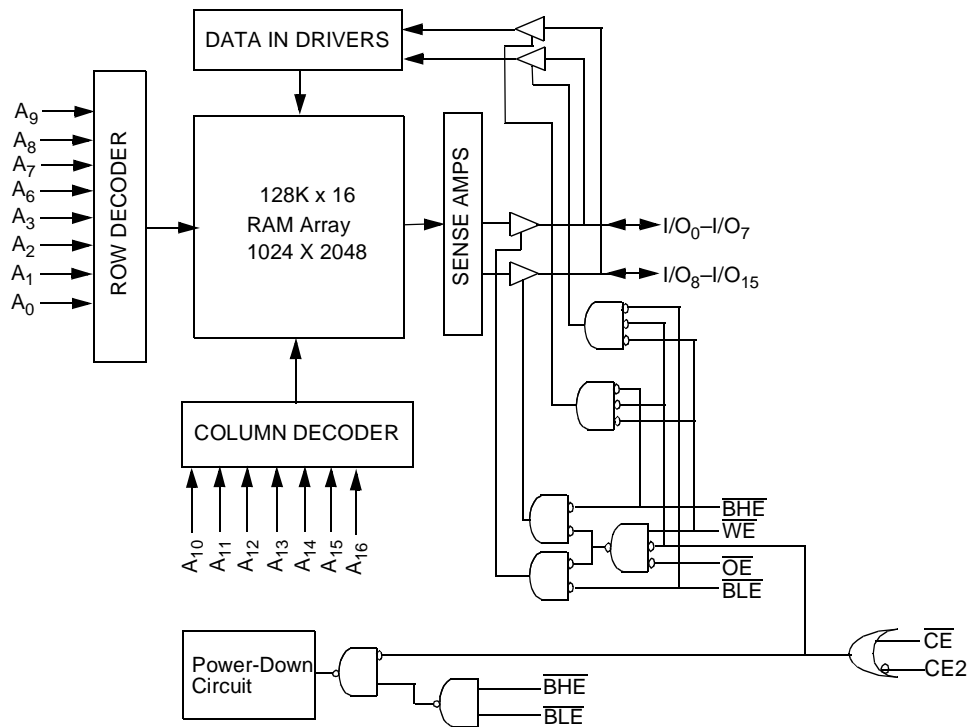 DATA IN DRIVERS
A9
A8
A7
A6
A3
A2
A1
A0
ROW DECODER
128K x 16
RAM Array
1024 X 2048
SENSE AMPS
I/O0–I/O7
I/O8–I/O15
COLUMN DECODER
A10
A11
A12
A13
A14
A15
A16
BHE
WE
OE
BLE
CE
CE2
Power-Down
Circuit
BHE
BLE